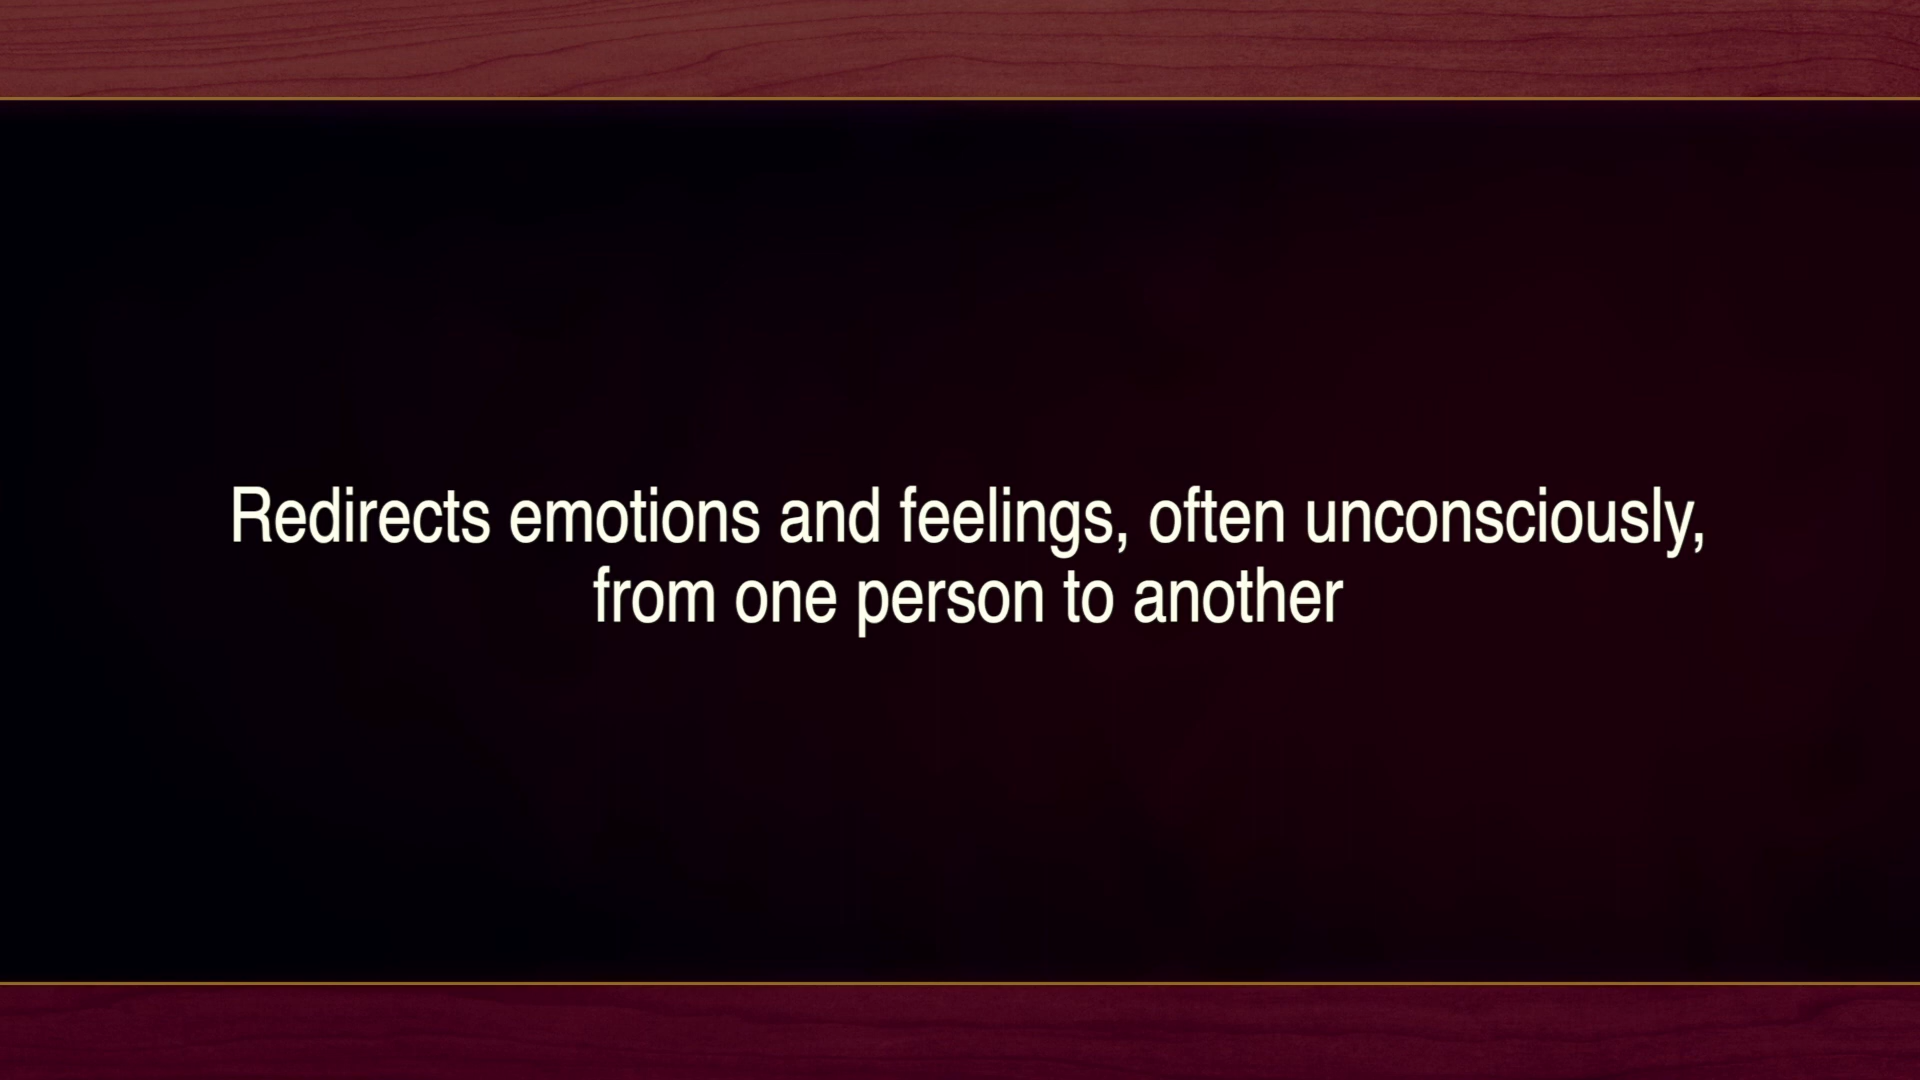 Redirects emotions and feelings, often unconsciously,
from one person to another